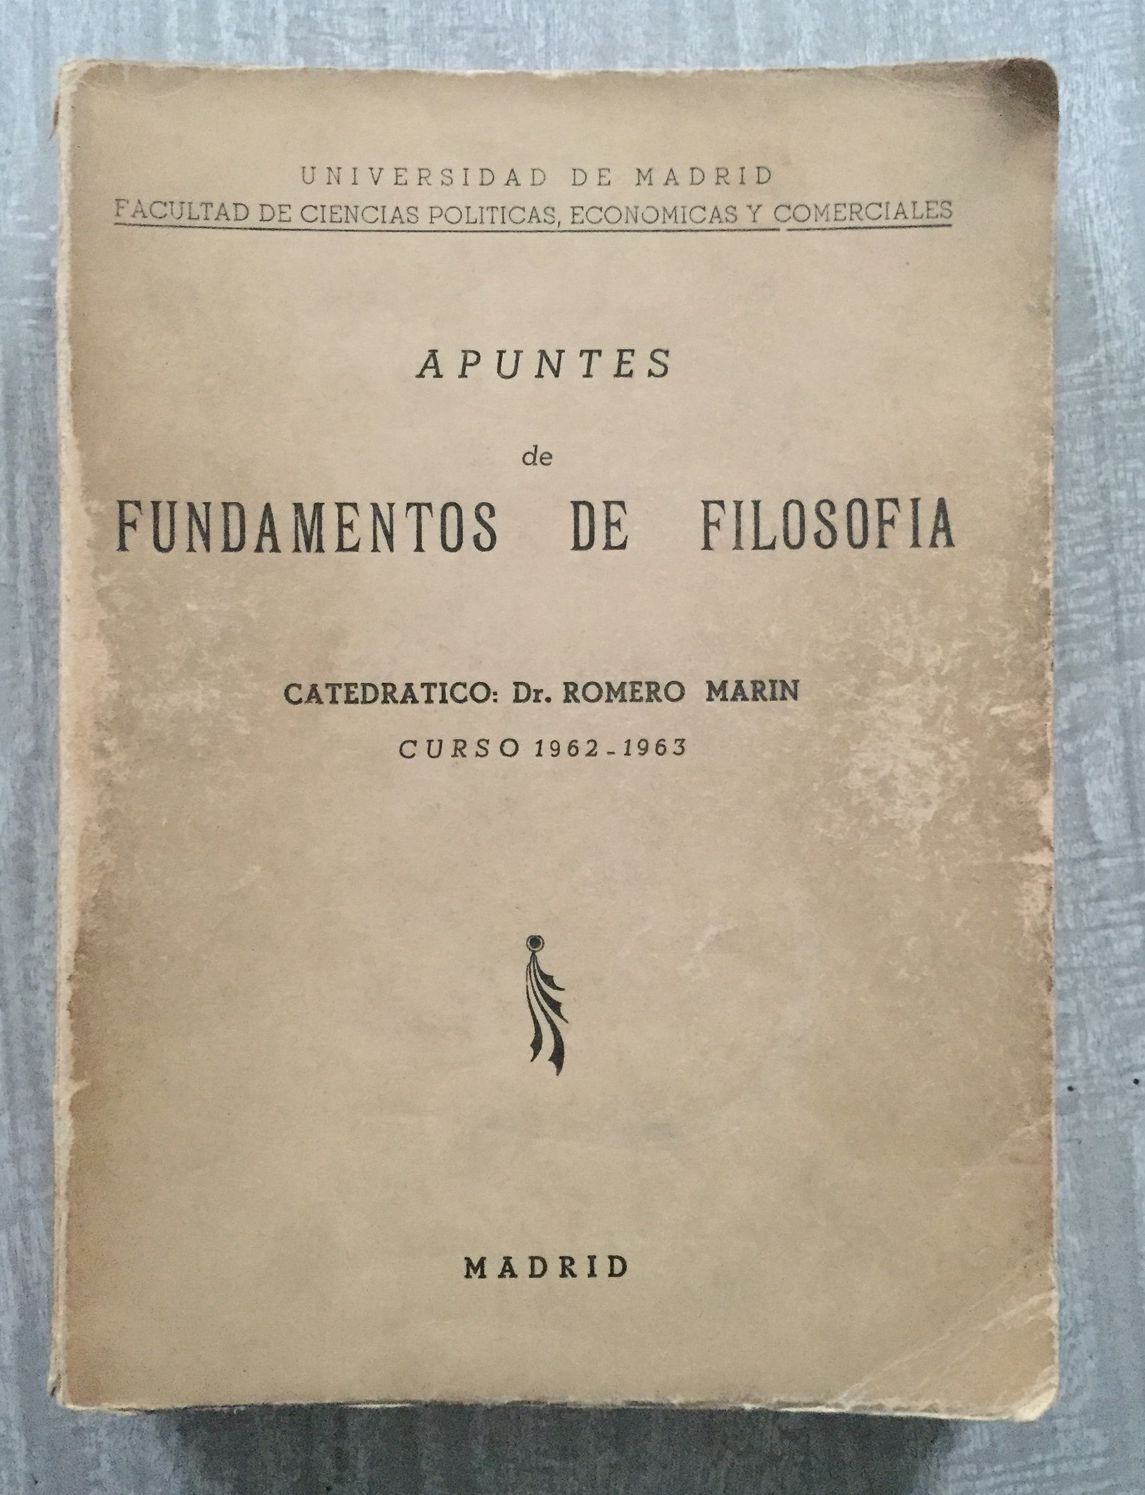 UNIVERSIDAD DE MADRID
FACULTAD DE CIENCIAS POLITICAS, ECONOMICAS Y COMERCIALES
APUNTES
de
FUNDAMENTOS DE FILOSOFIA
CATEDRATICO: Dr. ROMERO MARIN
CURSO 1962-1963
MADRID